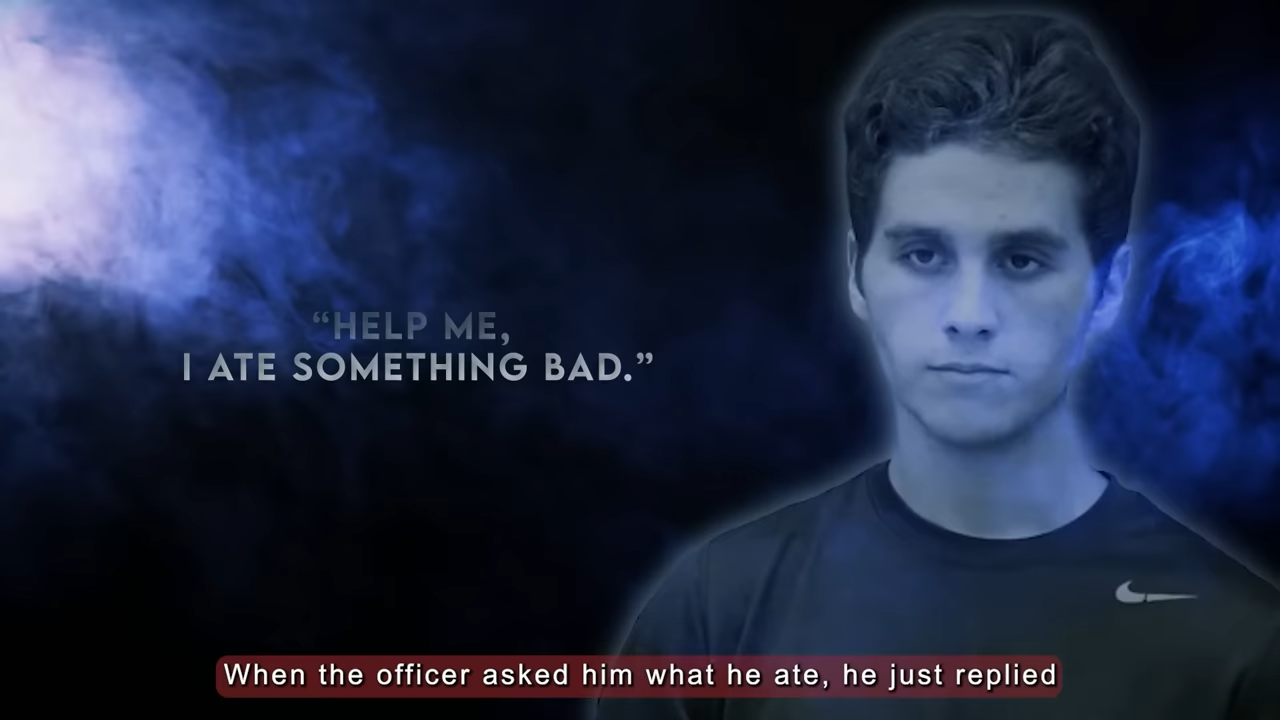 “HELP ME,
I ATE SOMETHING BAD.”
When the officer asked him what he ate, he just replied